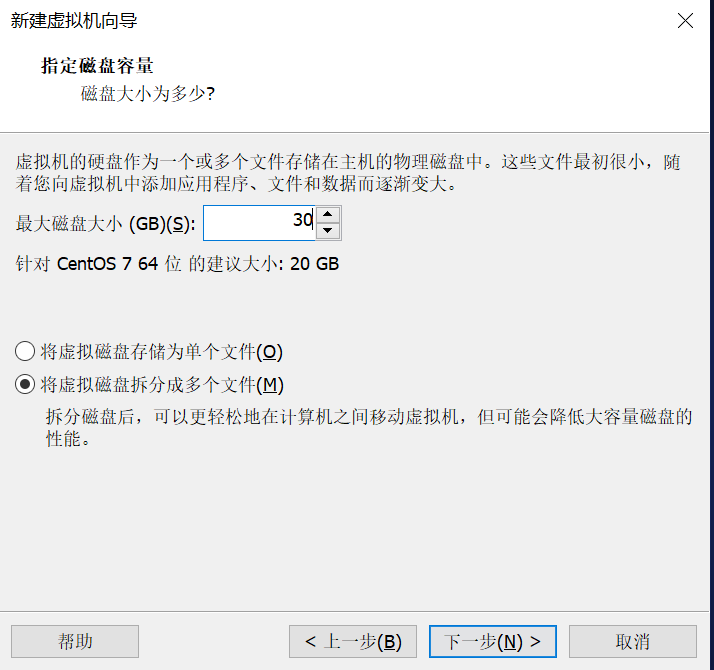 新建虚拟机向导
指定磁盘容量
磁盘大小为多少?
虚拟机的硬盘作为一个或多个文件存储在主机的物理磁盘中。这些文件最初很小，随
着您向虚拟机中添加应用程序、文件和数据而逐渐变大。
最大磁盘大小 (GB)(S): 30
针对 CentOS 7 64 位 的建议大小: 20 GB
将虚拟磁盘存储为单个文件(O)
将虚拟磁盘拆分成多个文件(M)
拆分磁盘后，可以更轻松地在计算机之间移动虚拟机，但可能会降低大容量磁盘的
性能。
帮助 < 上一步(B) 下一步(N) > 取消